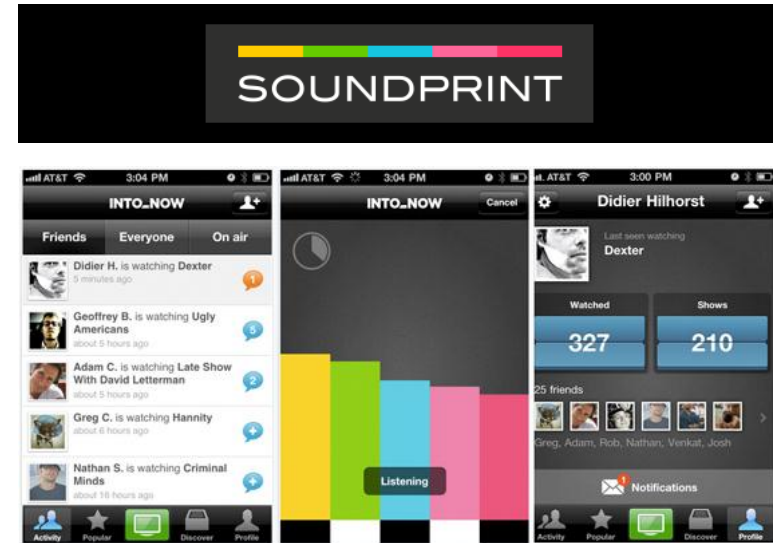 SOUNDPRINT
AT&T 3:04 PM
INTO_NOW
Friends Everyone On air
Didier H. is watching Dexter
5 minutes ago
1
Geoffrey B. is watching Ugly
Americans
about 5 hours ago
5
Adam C. is watching Late Show
With David Letterman
about 5 hours ago
2
Greg C. is watching Hannity
about 6 hours ago
Nathan S. is watching Criminal
Minds
about 16 hours ago
Activity Popular Discover Profile
AT&T 3:04 PM
INTO_NOW Cancel
Listening
AT&T 3:00 PM
Didier Hilhorst
Last seen watching
Dexter
Watched Shows
327 210
25 friends
Greg, Adam, Rob, Nathan, Venkat, Josh
1
Notifications
Activity Popular Discover Profile